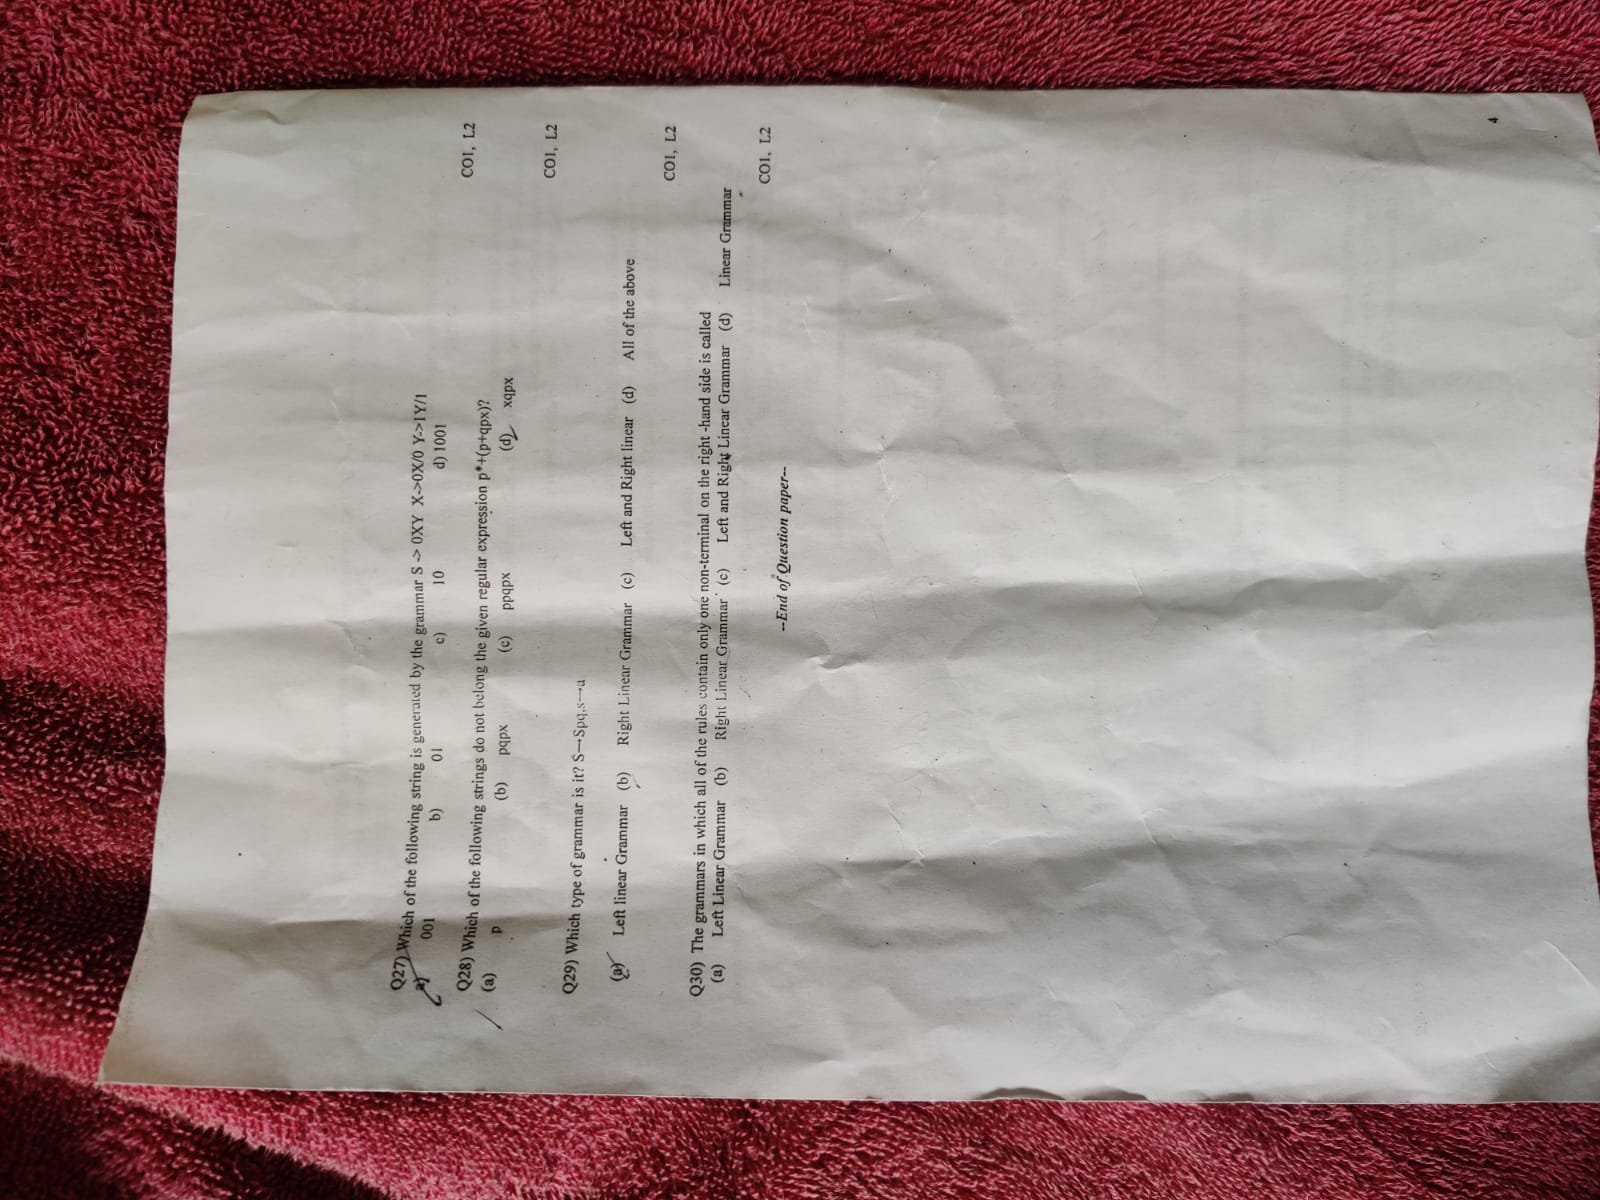 Q27) Which of the following string is generated by the grammar S -> 0XY X->0X/0 Y->1Y/1
a) 001 b) 01 c) 10 d) 1001
CO1, L2
Q28) Which of the following strings do not belong the given regular expression p*+(p+qpx)?
(a) p (b) pqpx (c) ppqpx (d) xqpx
CO1, L2
Q29) Which type of grammar is it? S→Spq,s→a
(a) Left linear Grammar (b) Right Linear Grammar (c) Left and Right linear (d) All of the above
CO1, L2
Q30) The grammars in which all of the rules contain only one non-terminal on the right -hand side is called
(a) Left Linear Grammar (b) Right Linear Grammar (c) Left and Right Linear Grammar (d) Linear Grammar
CO1, L2
--End of Question paper--
4